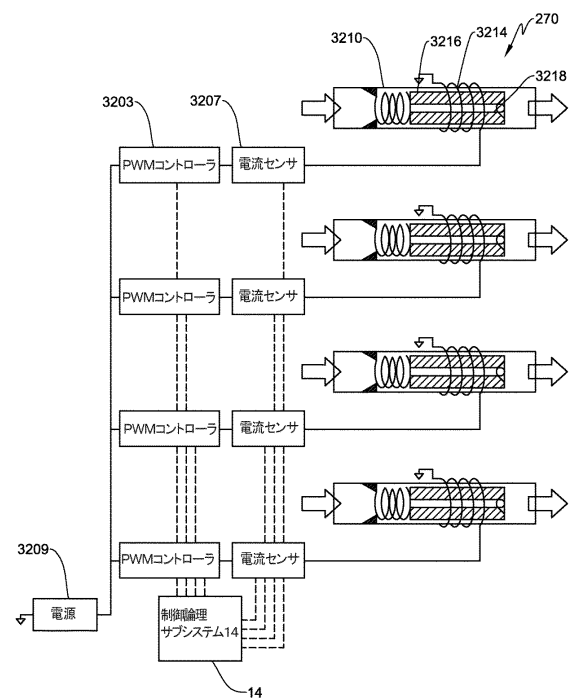 270
3210
3216
3214
3218
3203
3207
PWMコントローラ
電流センサ
PWMコントローラ
電流センサ
PWMコントローラ
電流センサ
PWMコントローラ
電流センサ
3209
電源
制御論理
サブシステム14
14